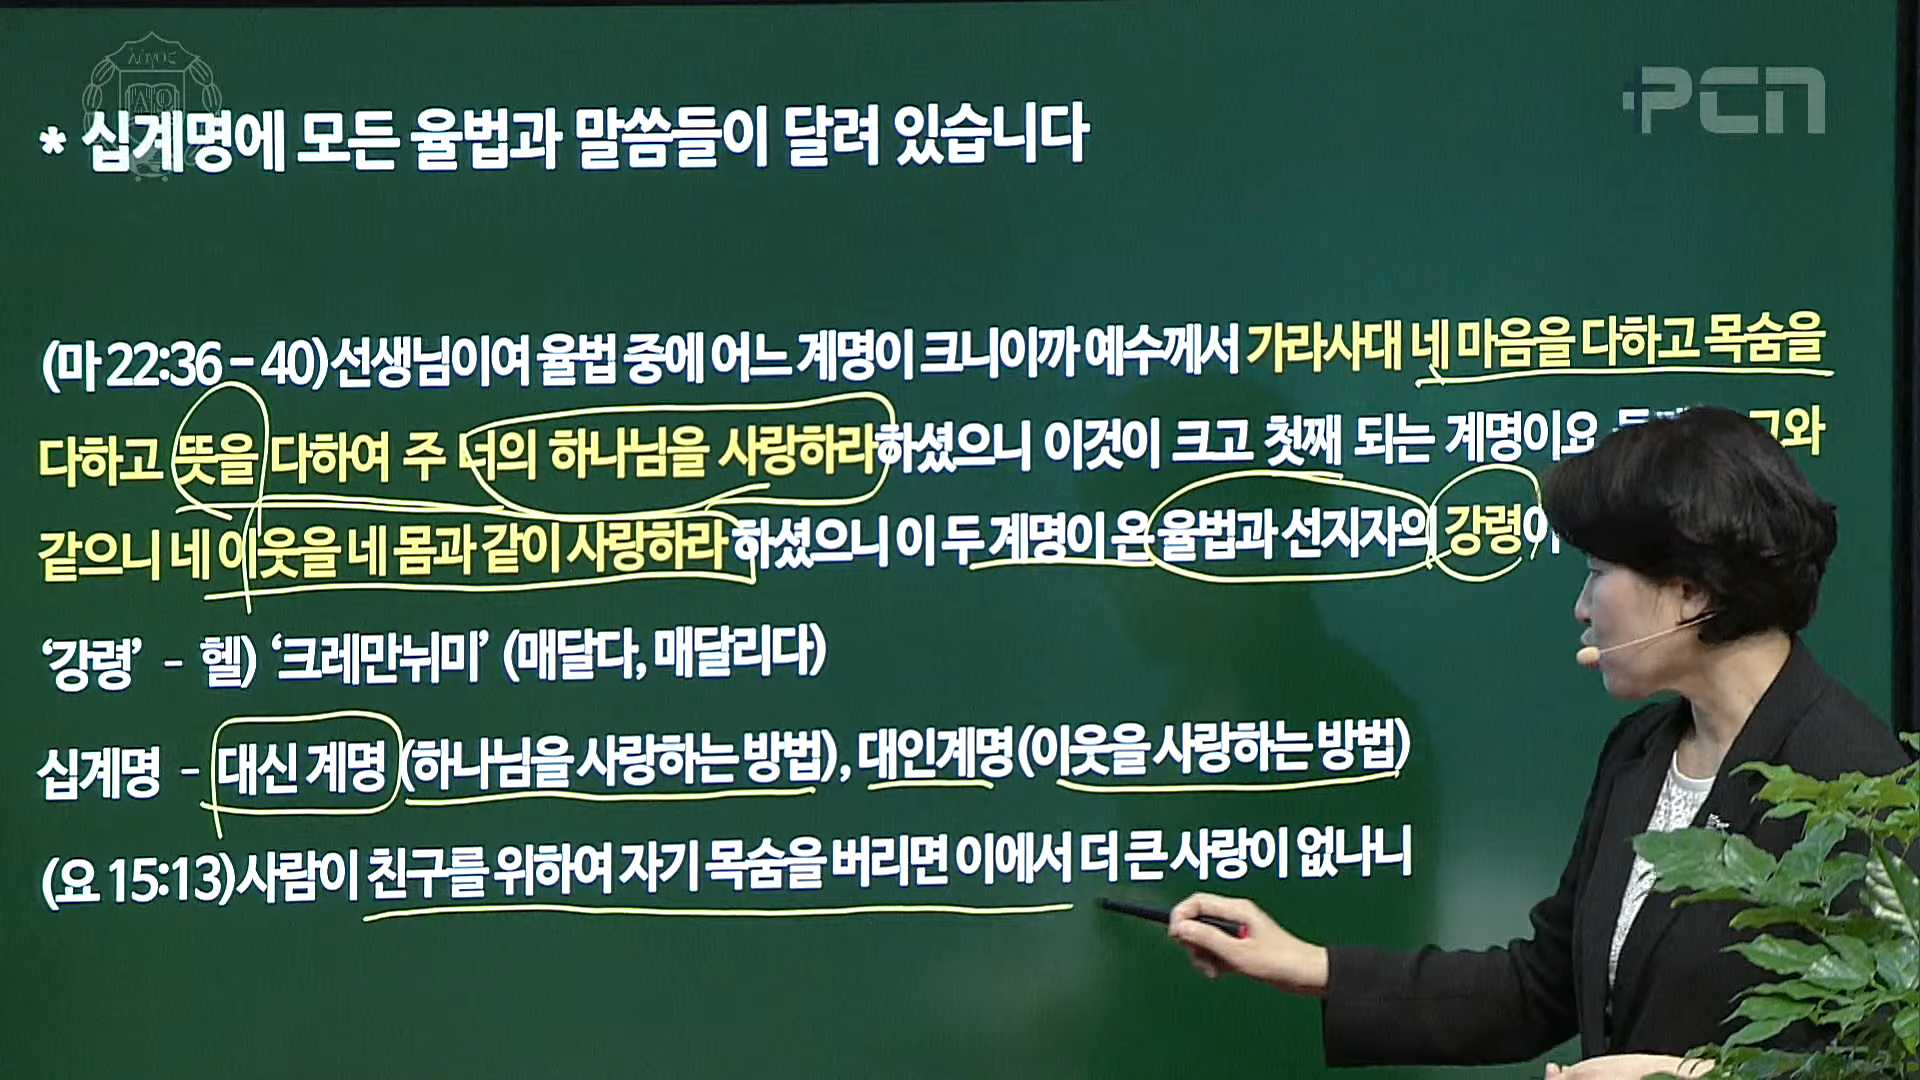 λόγος
ΑΩ
PCN
* 십계명에 모든 율법과 말씀들이 달려 있습니다
(마 22:36 - 40)선생님이여 율법 중에 어느 계명이 크니이까 예수께서 가라사대 네 마음을 다하고 목숨을
다하고 뜻을 다하여 주 너의 하나님을 사랑하라하셨으니 이것이 크고 첫째 되는 계명이요 그와
같으니 네 이웃을 네 몸과 같이 사랑하라 하셨으니 이 두 계명이 온 율법과 선지자의 강령이
‘강령’ - 헬) ‘크레만뉘미’ (매달다, 매달리다)
십계명 - 대신 계명 (하나님을 사랑하는 방법), 대인계명(이웃을 사랑하는 방법)
(요 15:13)사람이 친구를 위하여 자기 목숨을 버리면 이에서 더 큰 사랑이 없나니